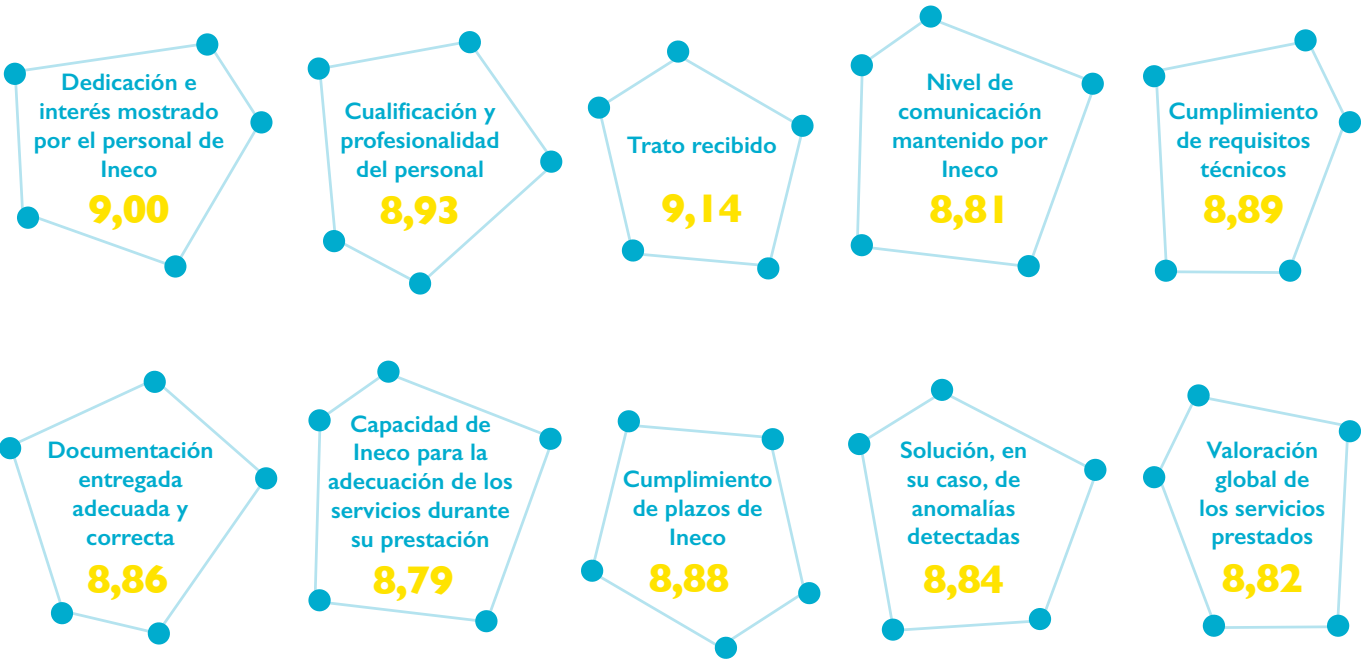 Dedicación e
interés mostrado
por el personal de
Ineco
9,00
Cualificación y
profesionalidad
del personal
8,93
Trato recibido
9,14
Nivel de
comunicación
mantenido por
Ineco
8,81
Cumplimiento
de requisitos
técnicos
8,89
Documentación
entregada
adecuada y
correcta
8,86
Capacidad de
Ineco para la
adecuación de los
servicios durante
su prestación
8,79
Cumplimiento
de plazos de
Ineco
8,88
Solución, en
su caso, de
anomalías
detectadas
8,84
Valoración
global de
los servicios
prestados
8,82